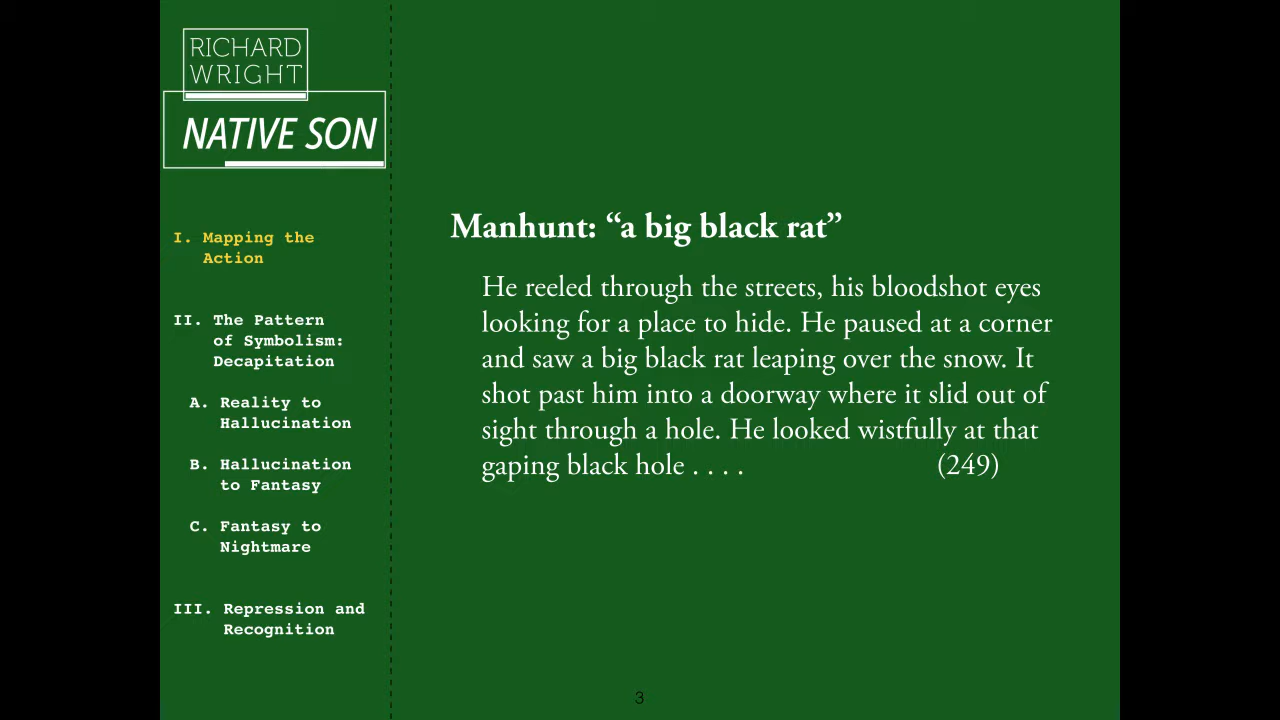 RICHARD
WRIGHT
NATIVE SON
I. Mapping the
Action
II. The Pattern
of Symbolism:
Decapitation
A. Reality to
Hallucination
B. Hallucination
to Fantasy
C. Fantasy to
Nightmare
III. Repression and
Recognition
Manhunt: “a big black rat”
He reeled through the streets, his bloodshot eyes
looking for a place to hide. He paused at a corner
and saw a big black rat leaping over the snow. It
shot past him into a doorway where it slid out of
sight through a hole. He looked wistfully at that
gaping black hole . . . . (249)
3